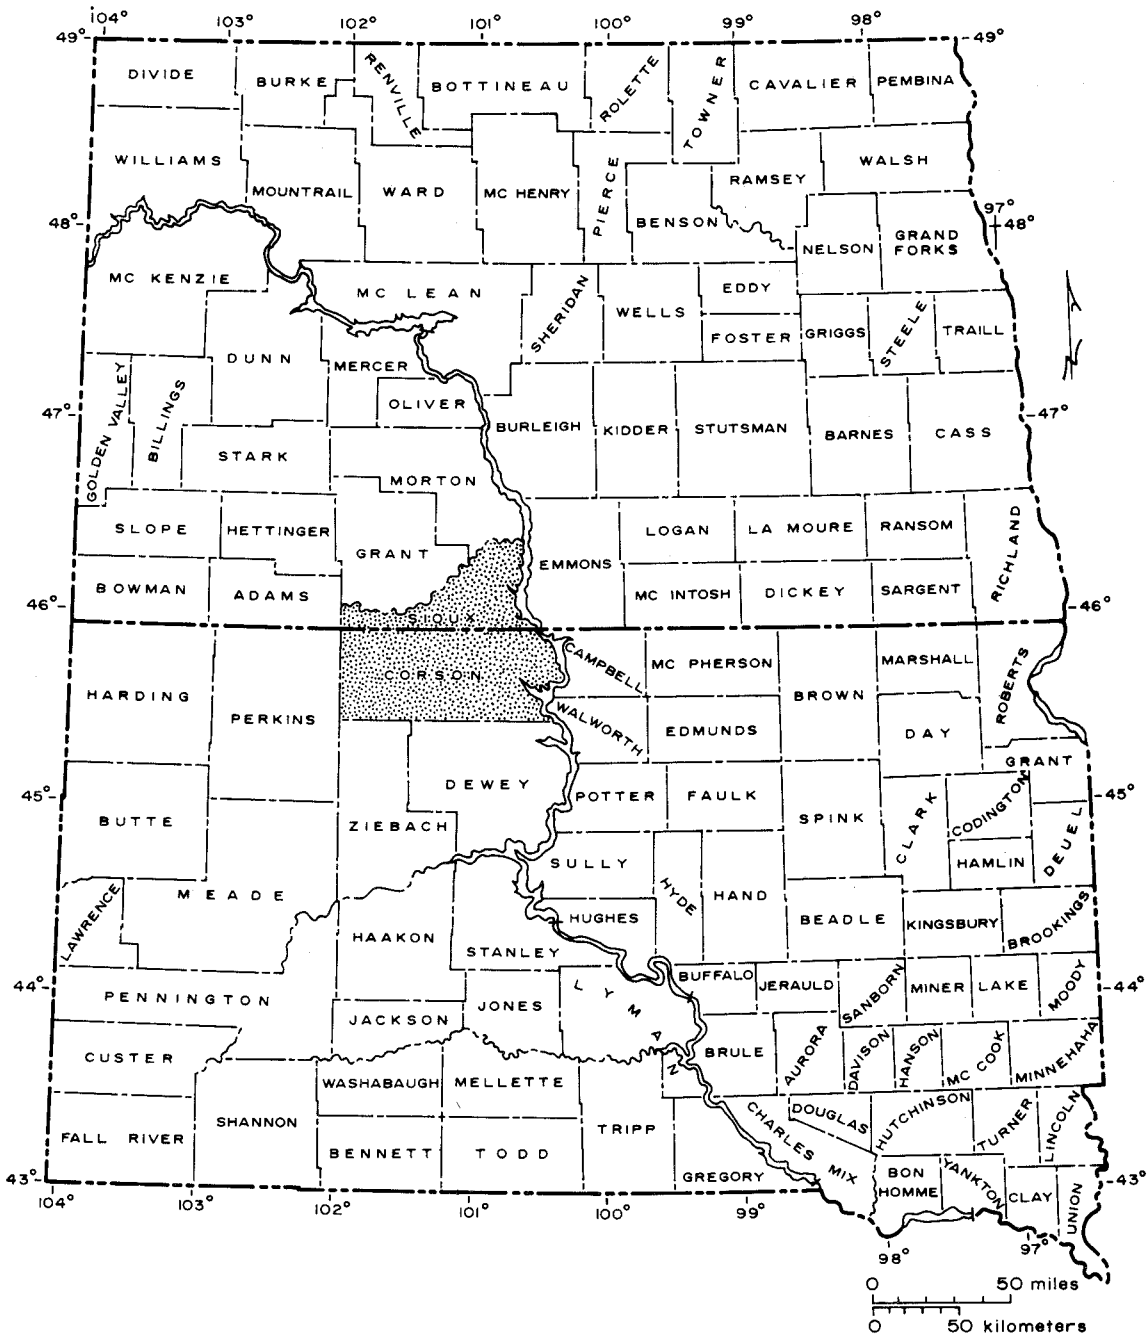 104° 103° 102° 101° 100° 99° 98°
49° 49°
DIVIDE BURKE RENVILLE BOTTINEAU ROLETTE TOWNER CAVALIER PEMBINA
WILLIAMS MOUNTRAIL WARD MC HENRY PIERCE BENSON RAMSEY WALSH
48° 97° 48°
NELSON GRAND FORKS
MC KENZIE MC LEAN SHERIDAN WELLS EDDY
FOSTER GRIGGS STEELE TRAILL
DUNN MERCER
OLIVER
47° 47°
GOLDEN VALLEY BILLINGS STARK BURLEIGH KIDDER STUTSMAN BARNES CASS
MORTON
SLOPE HETTINGER GRANT EMMONS LOGAN LA MOURE RANSOM RICHLAND
BOWMAN ADAMS MC INTOSH DICKEY SARGENT
46° 46°
SIOUX
CORSON CAMPBELL MC PHERSON BROWN MARSHALL ROBERTS
HARDING PERKINS WALWORTH EDMUNDS DAY
GRANT
DEWEY POTTER FAULK
45° 45°
BUTTE ZIEBACH SPINK CLARK CODINGTON DEUEL
SULLY HYDE HAND HAMLIN
LAWRENCE MEADE
HAAKON HUGHES BEADLE KINGSBURY BROOKINGS
STANLEY
44° 44°
PENNINGTON JACKSON JONES LYMAN BUFFALO JERAULD SANBORN MINER LAKE MOODY
CUSTER BRULE AURORA DAVISON HANSON MC COOK MINNEHAHA
WASHABAUGH MELLETTE
FALL RIVER SHANNON TRIPP CHARLES MIX DOUGLAS HUTCHINSON TURNER LINCOLN
BENNETT TODD
GREGORY BON HOMME YANKTON CLAY UNION
43° 43°
104° 103° 102° 101° 100° 99°
98° 97°
0 50 miles
0 50 kilometers